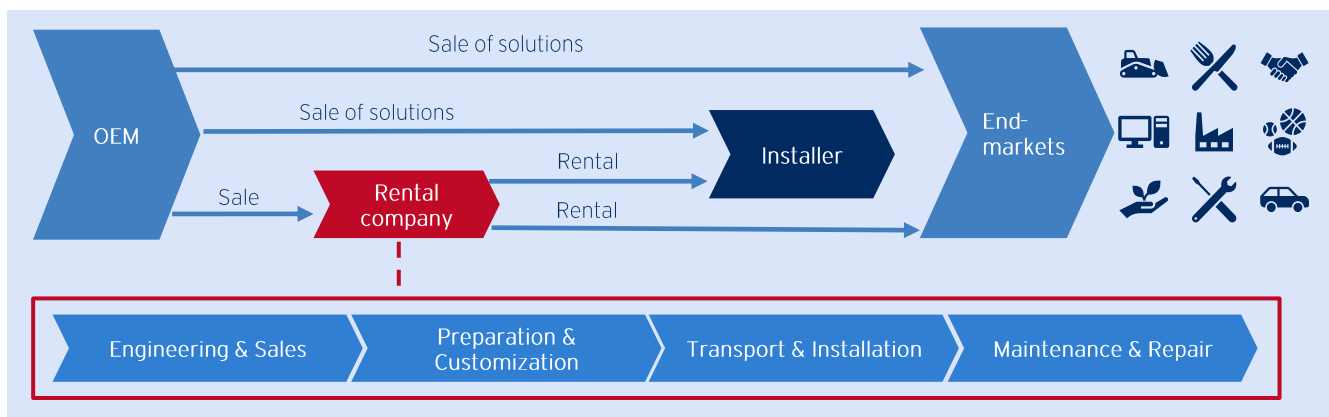 Sale of solutions
OEM
Sale of solutions
End-
markets
Installer
Rental
Sale
Rental
company
Rental
Engineering & Sales
Preparation &
Customization
Transport & Installation
Maintenance & Repair